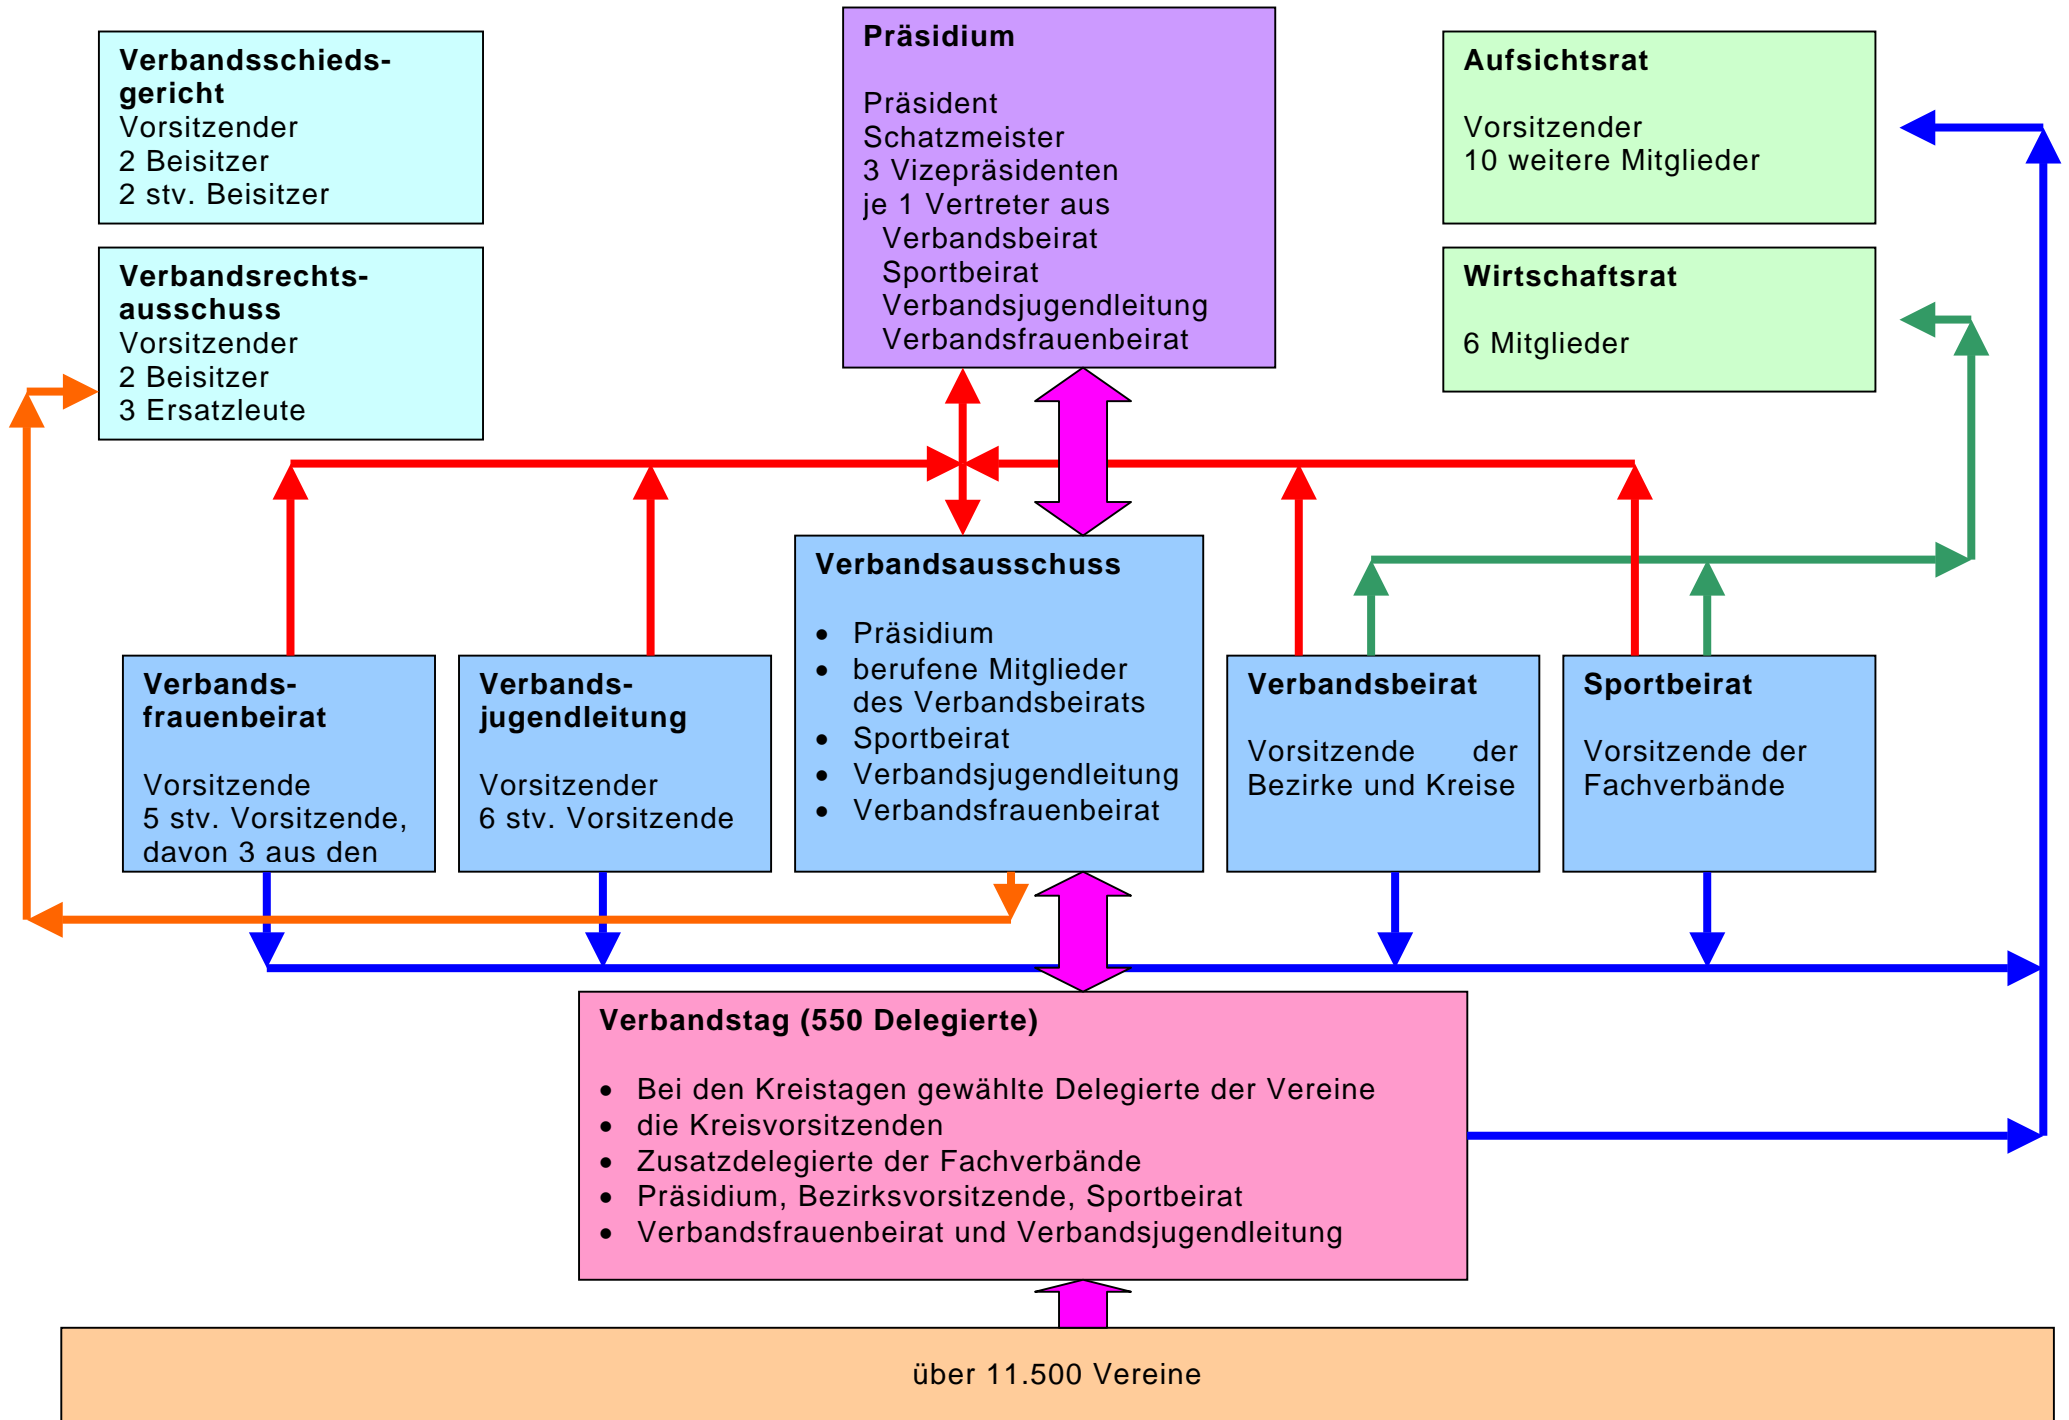 Verbandsschieds-
gericht
Vorsitzender
2 Beisitzer
2 stv. Beisitzer
Verbandsrechts-
ausschuss
Vorsitzender
2 Beisitzer
3 Ersatzleute
Präsidium
Präsident
Schatzmeister
3 Vizepräsidenten
je 1 Vertreter aus
Verbandsbeirat
Sportbeirat
Verbandsjugendleitung
Verbandsfrauenbeirat
Aufsichtsrat
Vorsitzender
10 weitere Mitglieder
Wirtschaftsrat
6 Mitglieder
Verbands-
frauenbeirat
Vorsitzende
5 stv. Vorsitzende,
davon 3 aus den
Verbands-
jugendleitung
Vorsitzender
6 stv. Vorsitzende
Verbandsausschuss
• Präsidium
• berufene Mitglieder
des Verbandsbeirats
• Sportbeirat
• Verbandsjugendleitung
• Verbandsfrauenbeirat
Verbandsbeirat
Vorsitzende der
Bezirke und Kreise
Sportbeirat
Vorsitzende der
Fachverbände
Verbandstag (550 Delegierte)
• Bei den Kreistagen gewählte Delegierte der Vereine
• die Kreisvorsitzenden
• Zusatzdelegierte der Fachverbände
• Präsidium, Bezirksvorsitzende, Sportbeirat
• Verbandsfrauenbeirat und Verbandsjugendleitung
über 11.500 Vereine